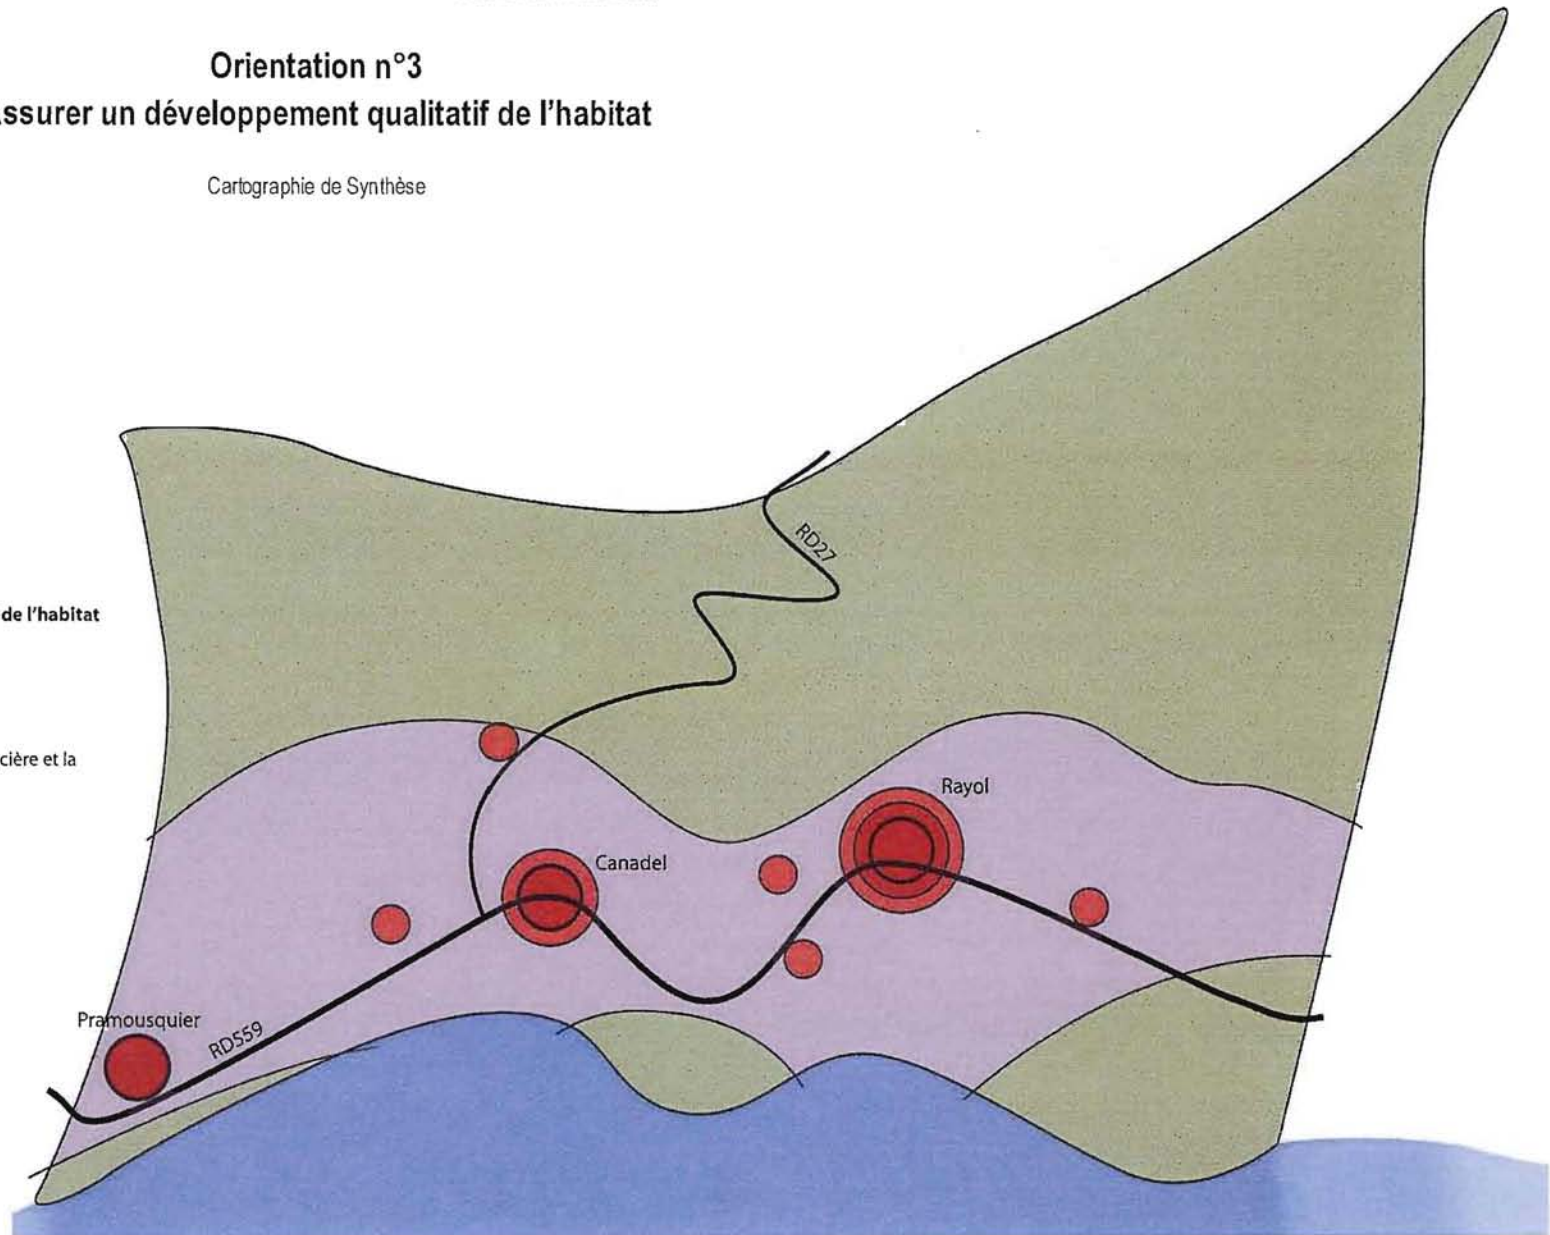 Orientation n°3
ssurer un développement qualitatif de l'habitat
Cartographie de Synthèse
RD27
de l'habitat
cière et la
Rayol
Canadel
Pramousquier
RD559